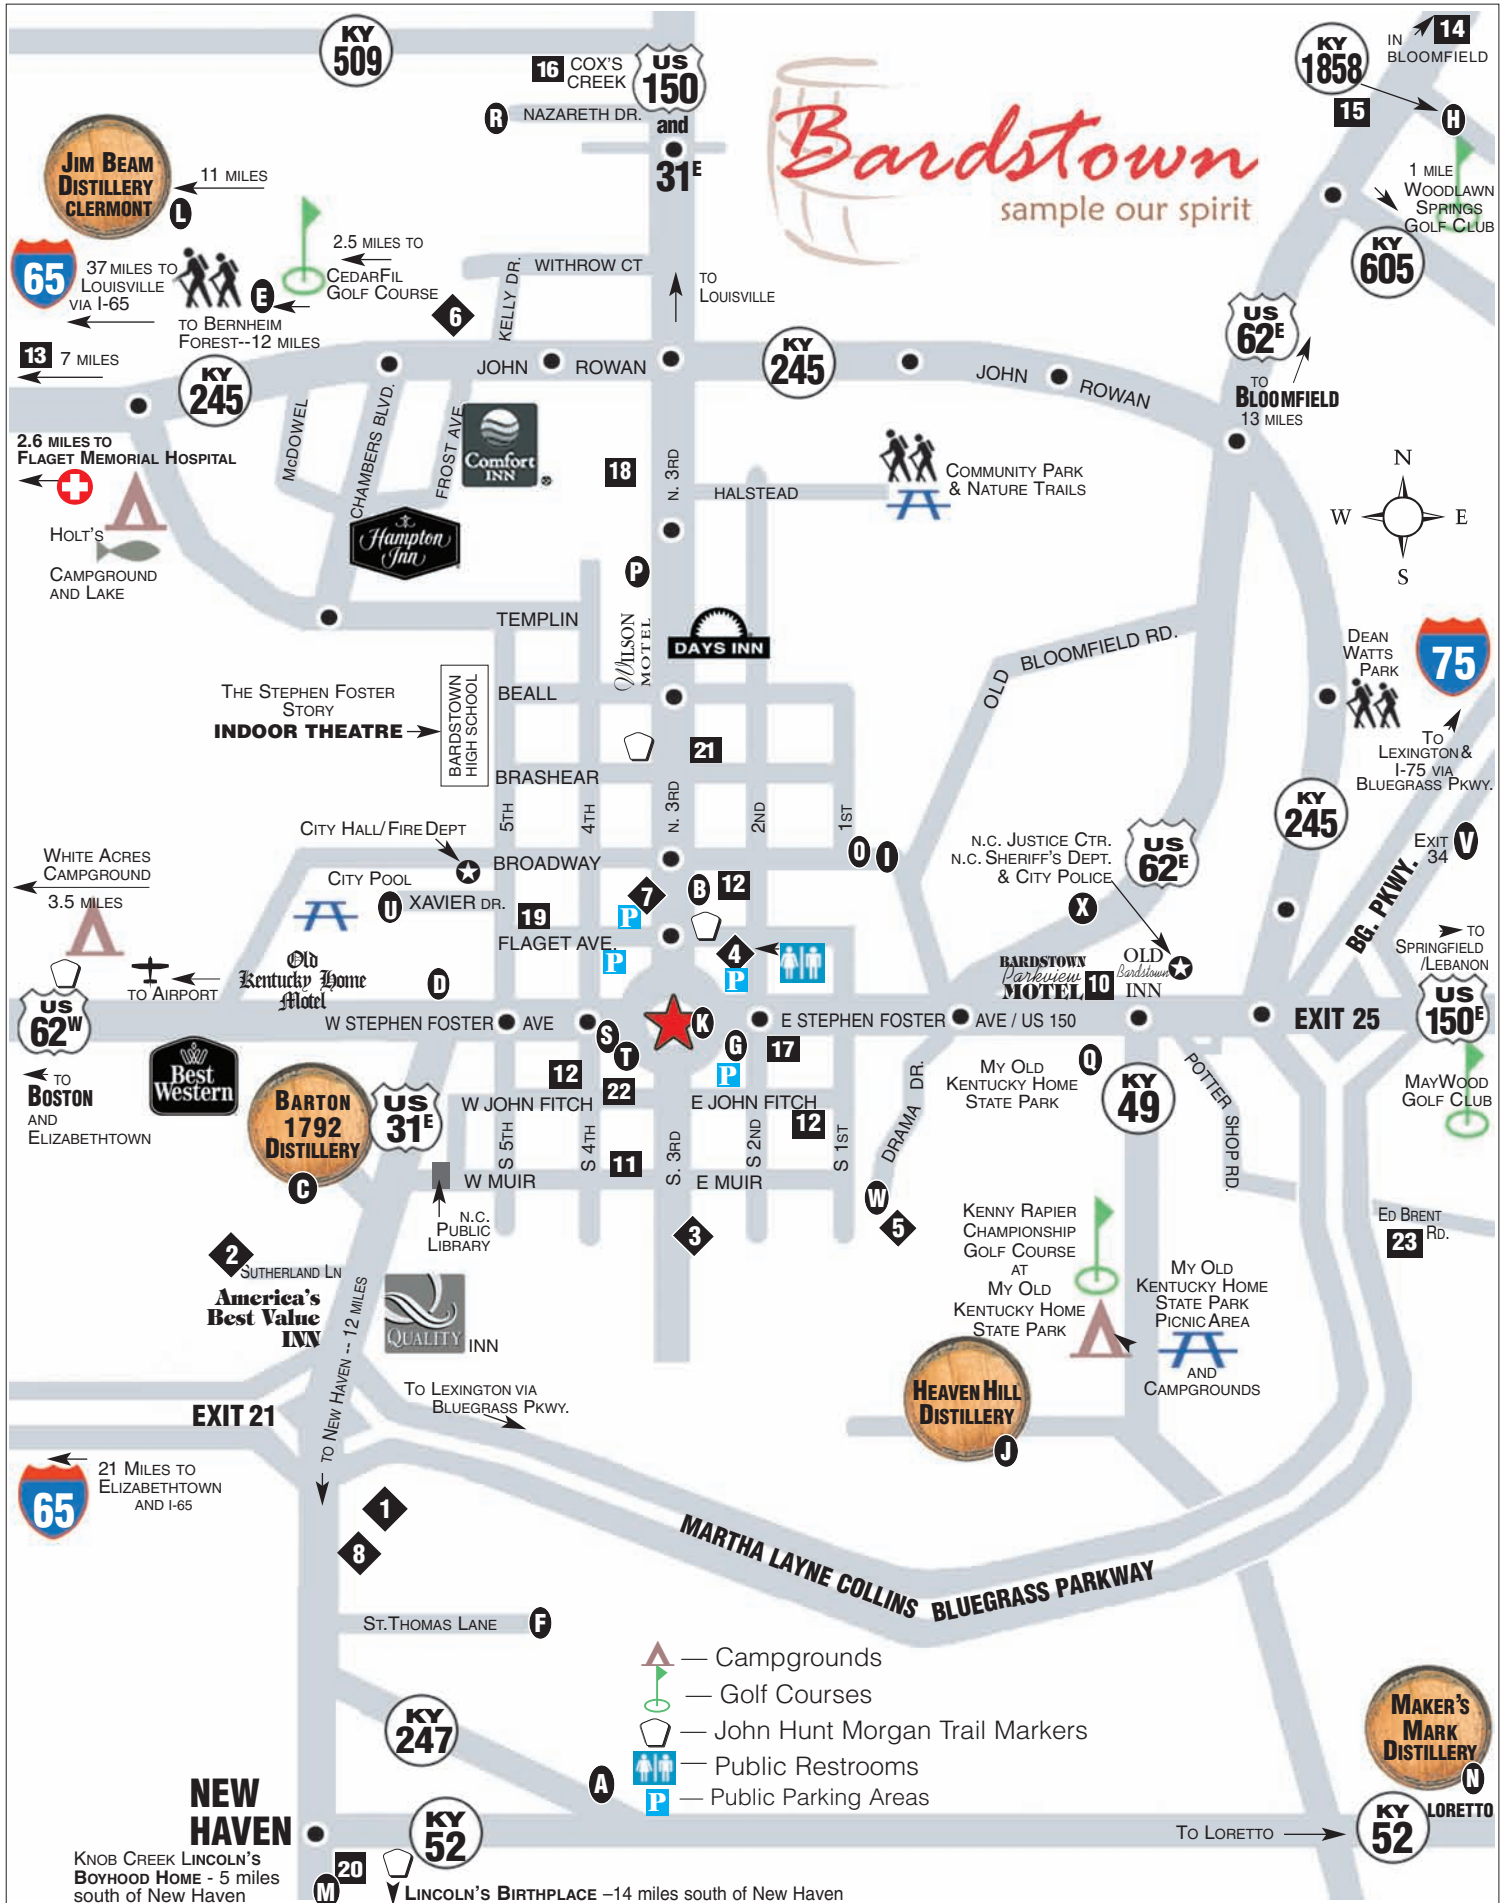 KY
509
16 COX'S
CREEK
US
150
and
31E
R NAZARETH DR.
Bardstown
sample our spirit
KY
1858
IN
BLOOMFIELD
14
15
H
1 MILE
WOODLAWN
SPRINGS
GOLF CLUB
KY
605
JIM BEAM
DISTILLERY
CLERMONT
L
11 MILES
65
37 MILES TO
LOUISVILLE
VIA I-65
E
2.5 MILES TO
CEDARFIL
GOLF COURSE
TO BERNHEIM
FOREST--12 MILES
6
KELLY DR.
WITHROW CT
TO
LOUISVILLE
US
62E
TO
BLOOMFIELD
13 MILES
13 7 MILES
KY
245
JOHN ROWAN
KY
245
JOHN ROWAN
2.6 MILES TO
FLAGET MEMORIAL HOSPITAL
HOLT'S
CAMPGROUND
AND LAKE
MCDOWEL
CHAMBERS BLVD.
FROST AVE
Comfort
INN
Hampton
Inn
18
N. 3RD
HALSTEAD
COMMUNITY PARK
& NATURE TRAILS
N
W E
S
P
TEMPLIN
WILSON
MOTEL
DAYS INN
OLD BLOOMFIELD RD.
DEAN
WATTS
PARK
75
TO
LEXINGTON &
I-75 VIA
BLUEGRASS PKWY.
THE STEPHEN FOSTER
STORY
INDOOR THEATRE
BARDSTOWN
HIGH SCHOOL
BEALL
21
BRASHEAR
5TH
4TH
N. 3RD
2ND
1ST
KY
245
CITY HALL/FIRE DEPT
BROADWAY
O I
N.C. JUSTICE CTR.
N.C. SHERIFF'S DEPT.
& CITY POLICE
US
62E
EXIT
34
V
BG. PKWY.
WHITE ACRES
CAMPGROUND
3.5 MILES
CITY POOL
U XAVIER DR.
19
7
B 12
P
X
FLAGET AVE.
P
4
P
TO
SPRINGFIELD
/LEBANON
TO AIRPORT
Old
Kentucky Home
Motel
D
BARDSTOWN
Parkview
MOTEL
10
OLD
Bardstown
INN
US
62W
W STEPHEN FOSTER AVE
S
T
K
G
E STEPHEN FOSTER AVE / US 150
17
P
EXIT 25
US
150E
TO
BOSTON
AND
ELIZABETHTOWN
Best
Western
BARTON
1792
DISTILLERY
C
US
31E
12
22
W JOHN FITCH
E JOHN FITCH
12
MY OLD
KENTUCKY HOME
STATE PARK
Q
KY
49
POTTER SHOP RD.
MAYWOOD
GOLF CLUB
DRAMA DR.
S 5TH
S 4TH
S. 3RD
S 2ND
S 1ST
11
W MUIR
E MUIR
N.C.
PUBLIC
LIBRARY
3
W
5
ED BRENT
RD.
23
2
SUTHERLAND LN
America's
Best Value
INN
QUALITY
INN
KENNY RAPIER
CHAMPIONSHIP
GOLF COURSE
AT
MY OLD
KENTUCKY HOME
STATE PARK
MY OLD
KENTUCKY HOME
STATE PARK
PICNIC AREA
AND
CAMPGROUNDS
TO NEW HAVEN -- 12 MILES
HEAVEN HILL
DISTILLERY
J
EXIT 21
TO LEXINGTON VIA
BLUEGRASS PKWY.
65
21 MILES TO
ELIZABETHTOWN
AND I-65
1
8
MARTHA LAYNE COLLINS BLUEGRASS PARKWAY
ST. THOMAS LANE F
Campgrounds
Golf Courses
John Hunt Morgan Trail Markers
Public Restrooms
P — Public Parking Areas
KY
247
A
MAKER'S
MARK
DISTILLERY
N
LORETTO
NEW
HAVEN
KY
52
TO LORETTO
KY
52
KNOB CREEK LINCOLN'S
BOYHOOD HOME - 5 miles
south of New Haven
M
20
LINCOLN'S BIRTHPLACE –14 miles south of New Haven